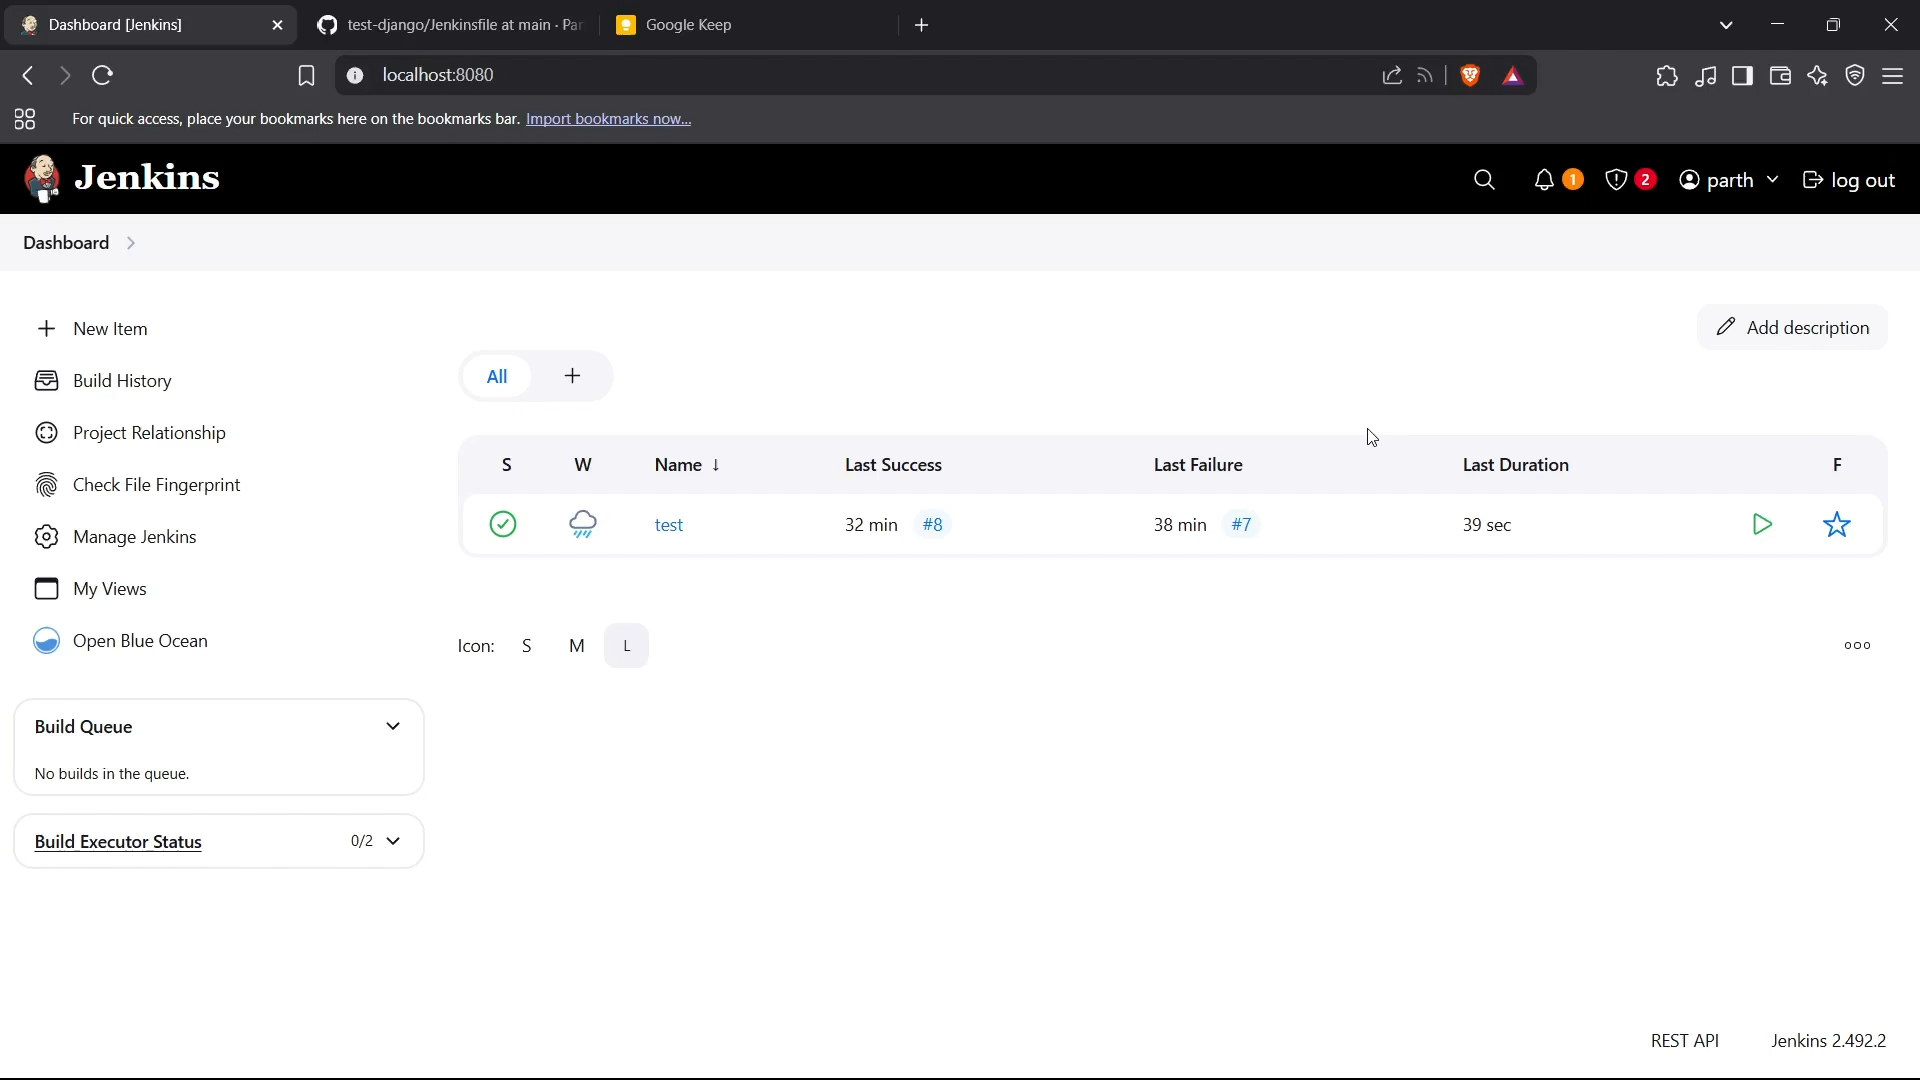 Dashboard [Jenkins]
test-django/Jenkinsfile at main · Par
Google Keep
localhost:8080
For quick access, place your bookmarks here on the bookmarks bar. Import bookmarks now...
Jenkins
1
2
parth
log out
Dashboard
New Item
Add description
Build History
All
+
Project Relationship
S W Name ↓ Last Success Last Failure Last Duration F
Check File Fingerprint
test 32 min #8 38 min #7 39 sec
Manage Jenkins
My Views
Open Blue Ocean
Icon: S M L
Build Queue
No builds in the queue.
Build Executor Status 0/2
REST API Jenkins 2.492.2